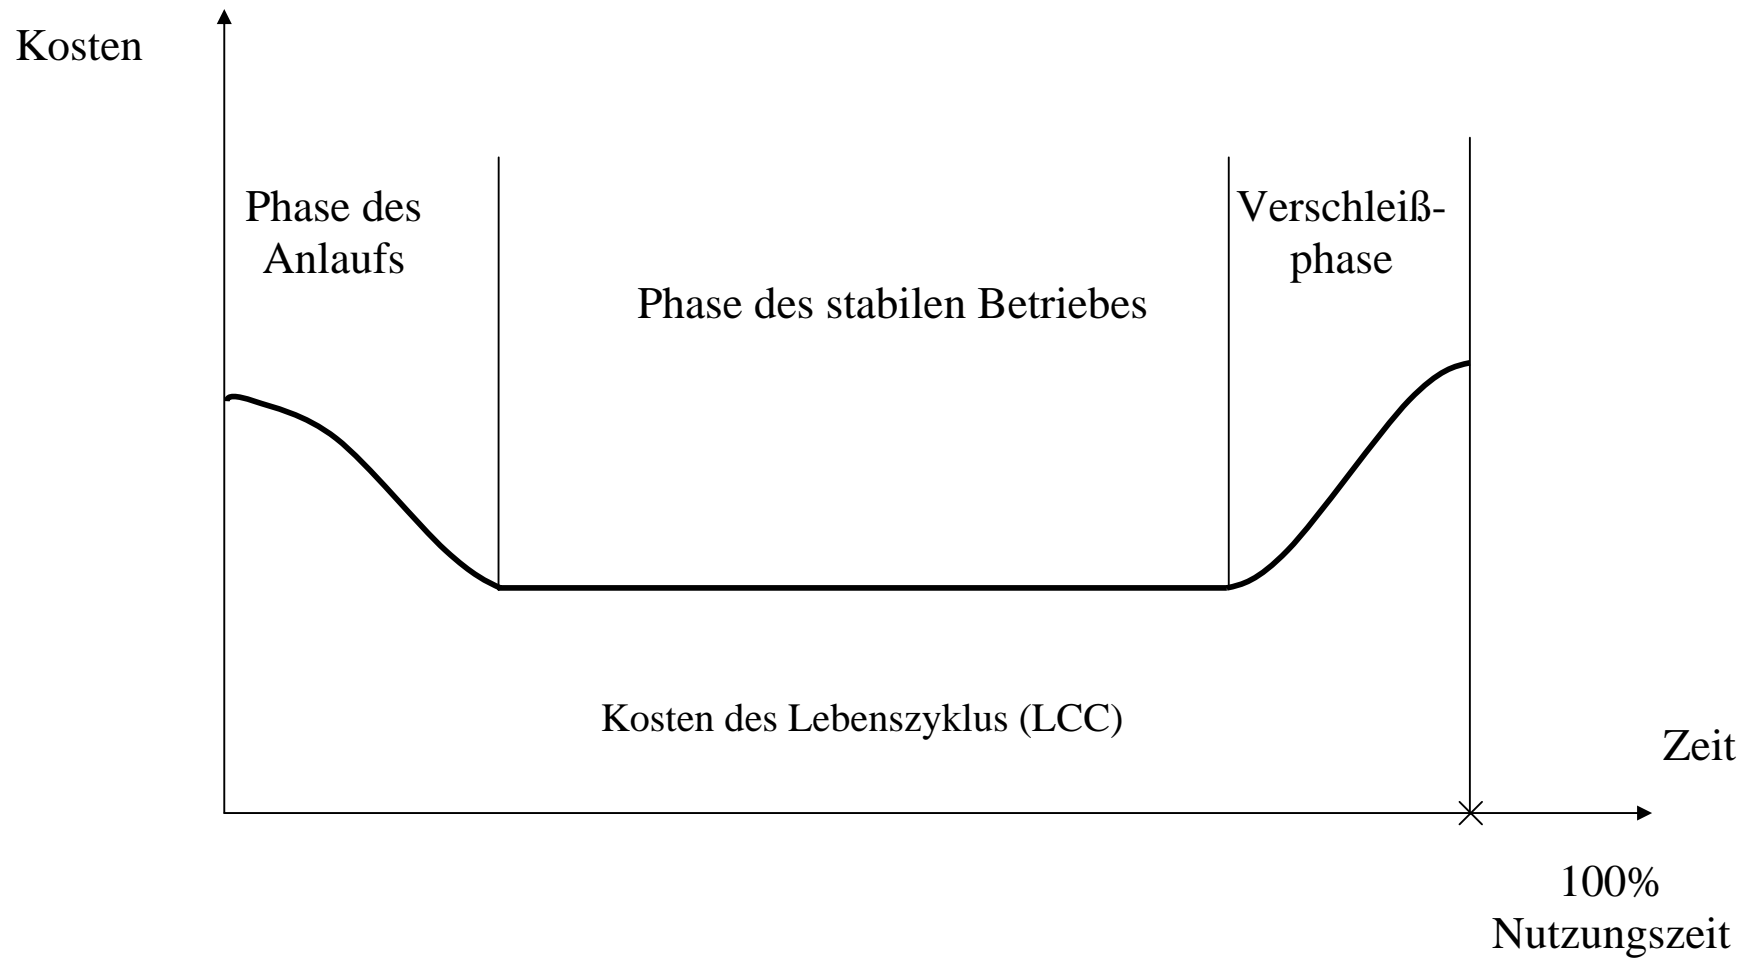 Kosten
Phase des
Anlaufs
Phase des stabilen Betriebes
Verschleiß-
phase
Kosten des Lebenszyklus (LCC)
Zeit
100%
Nutzungszeit